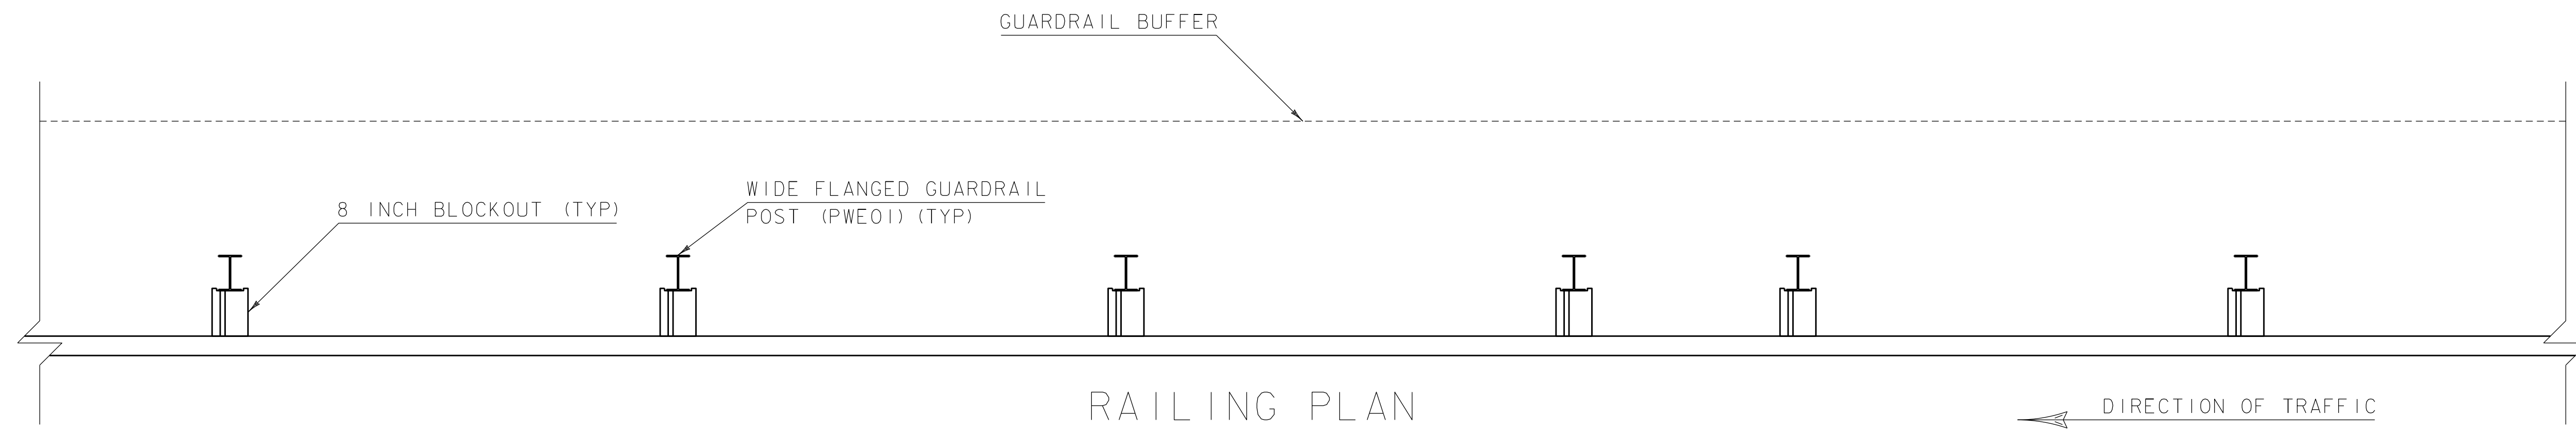 GUARDRAIL BUFFER
WIDE FLANGED GUARDRAIL
POST (PWE01) (TYP)
8 INCH BLOCKOUT (TYP)
RAILING PLAN
DIRECTION OF TRAFFIC